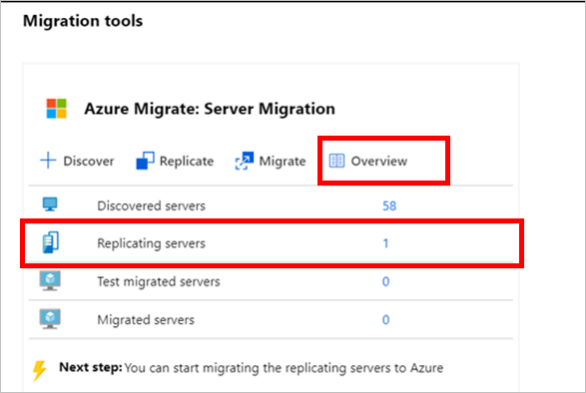 Migration tools
Azure Migrate: Server Migration
Discover Replicate Migrate Overview
Discovered servers 58
Replicating servers 1
Test migrated servers 0
Migrated servers 0
Next step: You can start migrating the replicating servers to Azure